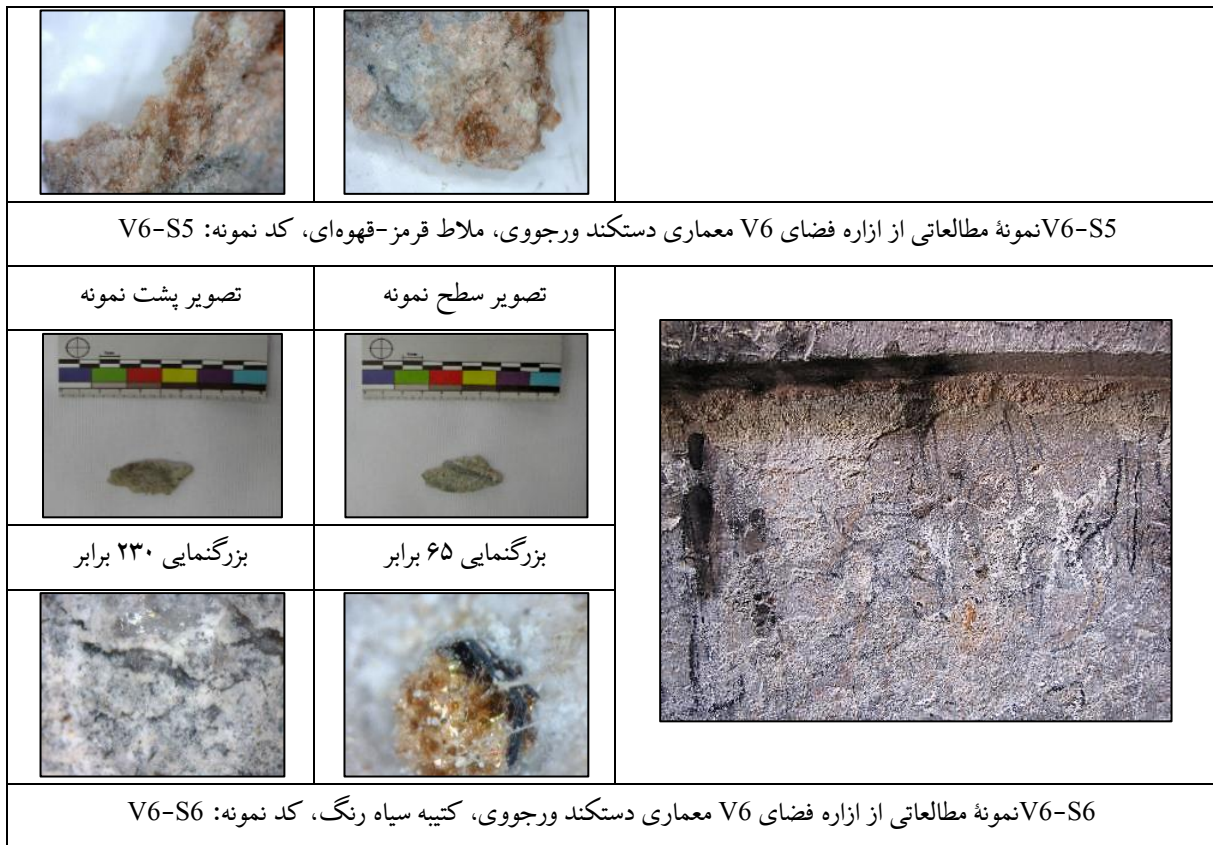 V6-S5نمونۀ مطالعاتی از ازاره فضای V6 معماری دستکند ورجووی، ملاط قرمز-قهوه‌ای، کد نمونه: V6-S5
تصویر سطح نمونه
تصویر پشت نمونه
بزرگنمایی ۶۵ برابر
بزرگنمایی ۲۳۰ برابر
V6-S6نمونۀ مطالعاتی از ازاره فضای V6 معماری دستکند ورجووی، کتیبه سیاه رنگ، کد نمونه: V6-S6